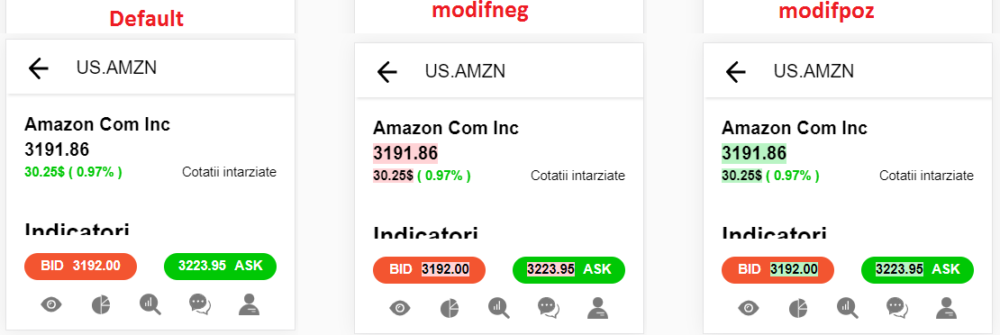 Default
US.AMZN
Amazon Com Inc
3191.86
30.25$ ( 0.97% )
Cotatii intarziate
Indicatori
BID 3192.00
3223.95 ASK
modifneg
US.AMZN
Amazon Com Inc
3191.86
30.25$ ( 0.97% )
Cotatii intarziate
Indicatori
BID 3192.00
3223.95 ASK
modifpoz
US.AMZN
Amazon Com Inc
3191.86
30.25$ ( 0.97% )
Cotatii intarziate
Indicatori
BID 3192.00
3223.95 ASK